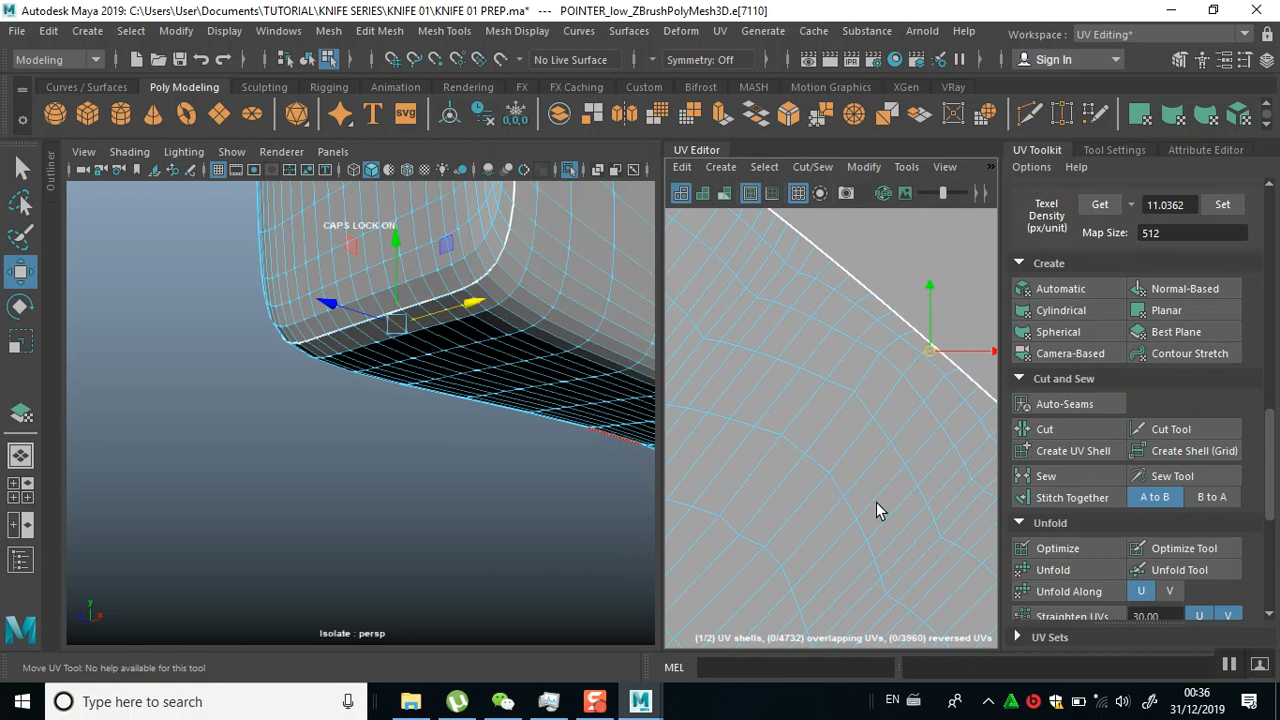 Autodesk Maya 2019: C:\Users\User\Documents\TUTORIAL\KNIFE SERIES\KNIFE 01\KNIFE 01 PREP.ma* --- POINTER_low_ZBrushPolyMesh3D.e[7110]
File Edit Create Select Modify Display Windows Mesh Edit Mesh Mesh Tools Mesh Display Curves Surfaces Deform UV Generate Cache Substance Arnold Help Workspace : UV Editing*
Modeling No Live Surface Symmetry: Off Sign In
Curves / Surfaces Poly Modeling Sculpting Rigging Animation Rendering FX FX Caching Custom Bifrost MASH Motion Graphics XGen VRay
SVG 0,0,0
Outliner
View Shading Lighting Show Renderer Panels
CAPS LOCK ON
Isolate : persp
y
x
UV Editor
Edit Create Select Cut/Sew Modify Tools View
(1/2) UV shells, (0/4732) overlapping UVs, (0/3960) reversed UVs
UV Toolkit Tool Settings Attribute Editor
Options Help
Texel Density (px/unit) Get 11.0362 Set
Map Size: 512
Create
Automatic Normal-Based
Cylindrical Planar
Spherical Best Plane
Camera-Based Contour Stretch
Cut and Sew
Auto-Seams
Cut Cut Tool
Create UV Shell Create Shell (Grid)
Sew Sew Tool
Stitch Together A to B B to A
Unfold
Optimize Optimize Tool
Unfold Unfold Tool
Unfold Along U V
Straighten UVs 30.00 U V
UV Sets
Move UV Tool: No help available for this tool
MEL
Type here to search
EN
00:36
31/12/2019